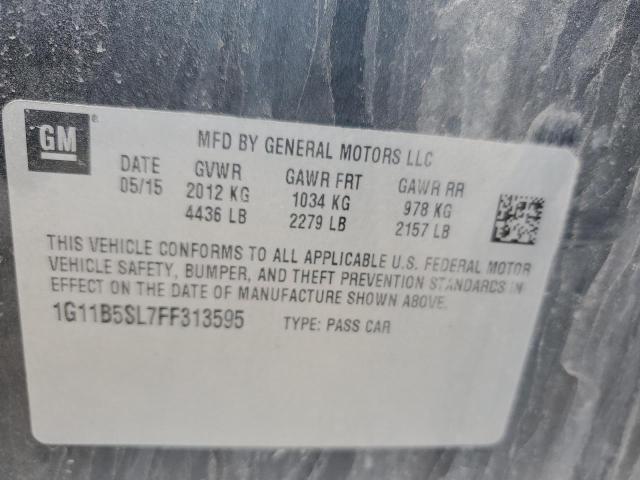 GM®
MFD BY GENERAL MOTORS LLC
DATE GVWR GAWR FRT GAWR RR
05/15 2012 KG 1034 KG 978 KG
4436 LB 2279 LB 2157 LB
THIS VEHICLE CONFORMS TO ALL APPLICABLE U.S. FEDERAL MOTOR
VEHICLE SAFETY, BUMPER, AND THEFT PREVENTION STANDARDS IN
EFFECT ON THE DATE OF MANUFACTURE SHOWN ABOVE.
1G11B5SL7FF313595 TYPE: PASS CAR